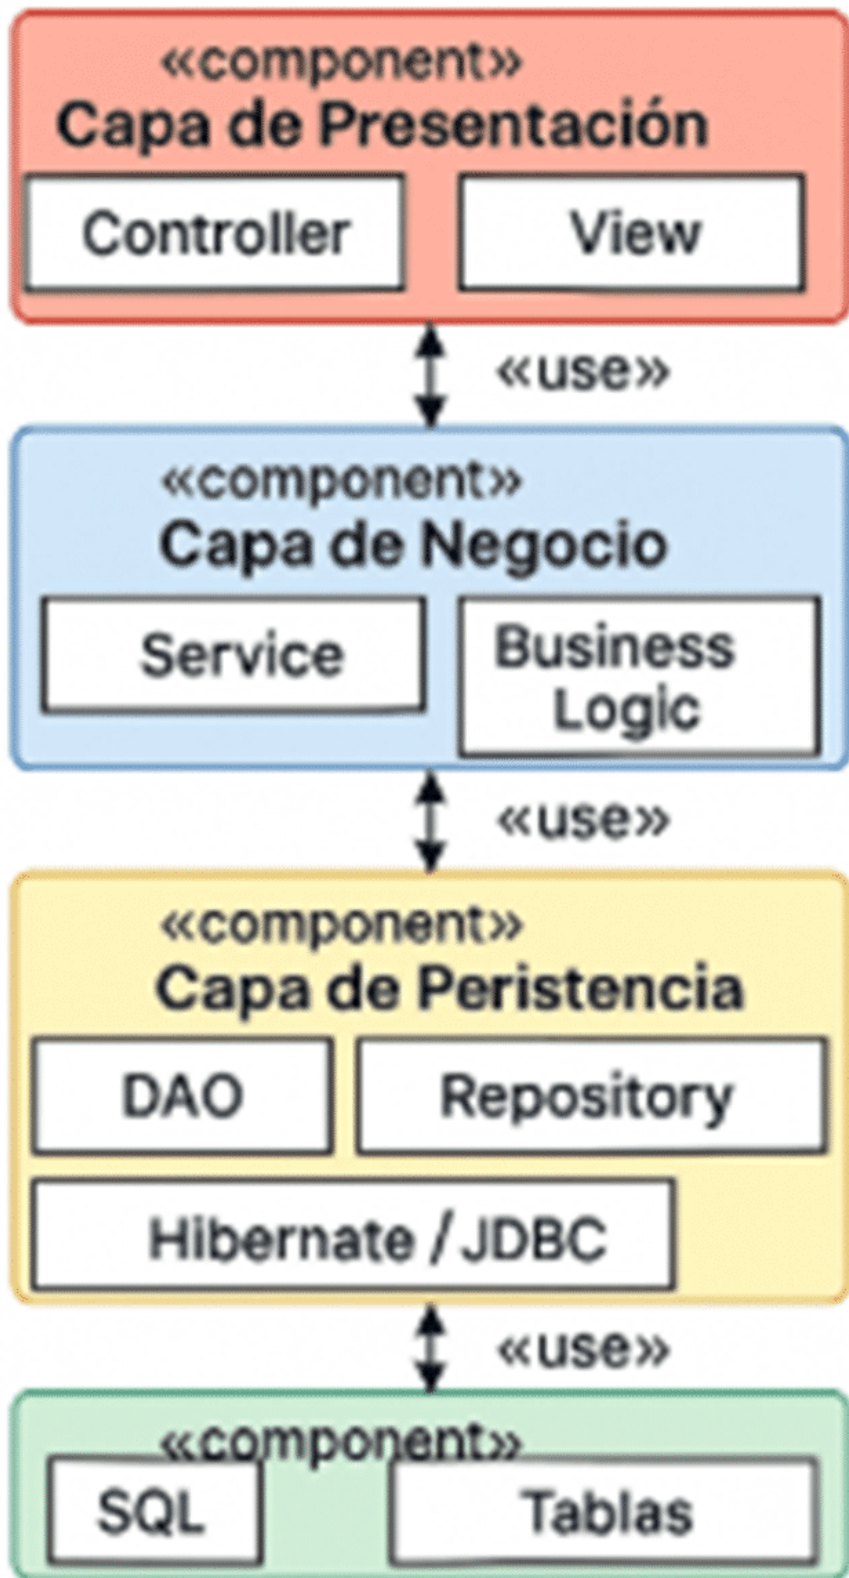 «component»
Capa de Presentación
Controller
View
«use»
«component»
Capa de Negocio
Service
Business
Logic
«use»
«component»
Capa de Peristencia
DAO
Repository
Hibernate / JDBC
«use»
«component»
SQL
Tablas